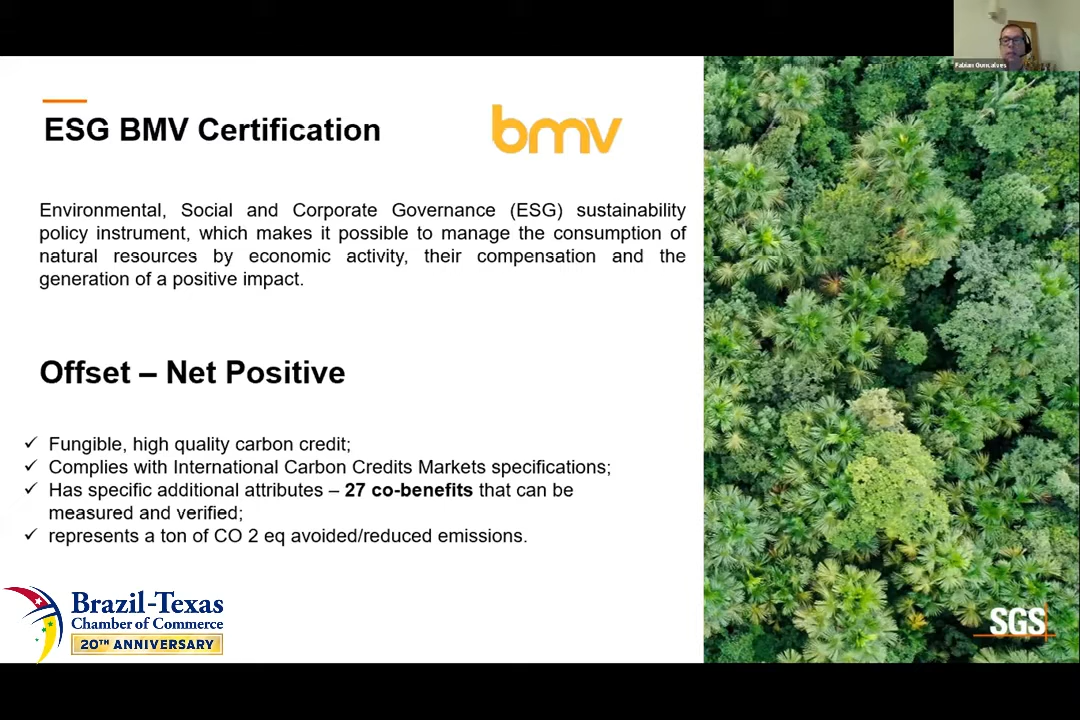 Fabian Goncalves
ESG BMV Certification
bmv
Environmental, Social and Corporate Governance (ESG) sustainability
policy instrument, which makes it possible to manage the consumption of
natural resources by economic activity, their compensation and the
generation of a positive impact.
Offset – Net Positive
✓ Fungible, high quality carbon credit;
✓ Complies with International Carbon Credits Markets specifications;
✓ Has specific additional attributes – 27 co-benefits that can be
measured and verified;
✓ represents a ton of CO 2 eq avoided/reduced emissions.
Brazil-Texas
Chamber of Commerce
20TH ANNIVERSARY
SGS